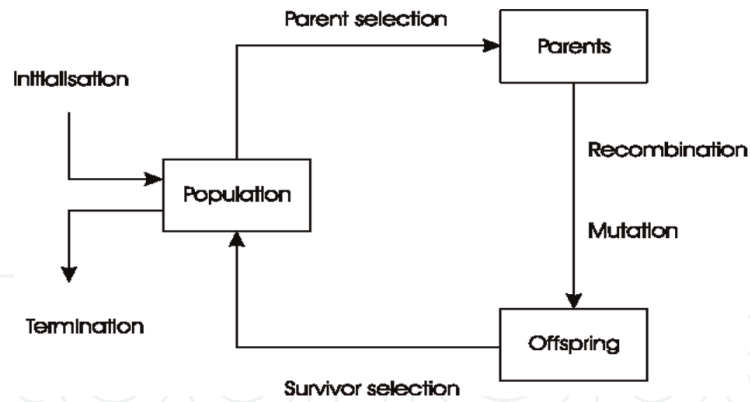 Parent selection
Parents
Initialisation
Recombination
Population
Mutation
Termination
Offspring
Survivor selection